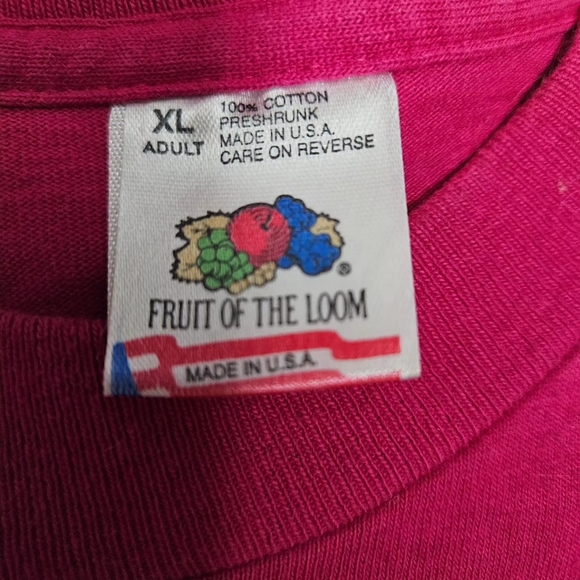 XL
ADULT
100% COTTON
PRESHRUNK
MADE IN U.S.A.
CARE ON REVERSE
®
FRUIT OF THE LOOM
MADE IN U.S.A.